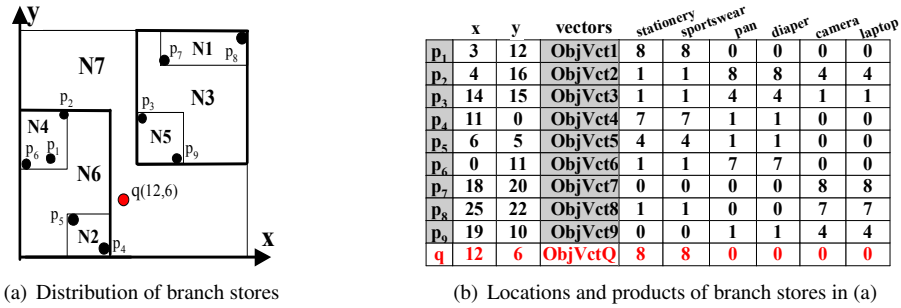 y
N1
p7
p8
N7
N3
p2
p3
N4
p1
N5
p6
p9
N6
q(12,6)
p5
N2
p4
x
(a) Distribution of branch stores
x y vectors stationery sportswear pan diaper camera laptop
p1 3 12 ObjVct1 8 8 0 0 0 0
p2 4 16 ObjVct2 1 1 8 8 4 4
p3 14 15 ObjVct3 1 1 4 4 1 1
p4 11 0 ObjVct4 7 7 1 1 0 0
p5 6 5 ObjVct5 4 4 1 1 0 0
p6 0 11 ObjVct6 1 1 7 7 0 0
p7 18 20 ObjVct7 0 0 0 0 8 8
p8 25 22 ObjVct8 1 1 0 0 7 7
p9 19 10 ObjVct9 0 0 1 1 4 4
q 12 6 ObjVctQ 8 8 0 0 0 0
(b) Locations and products of branch stores in (a)